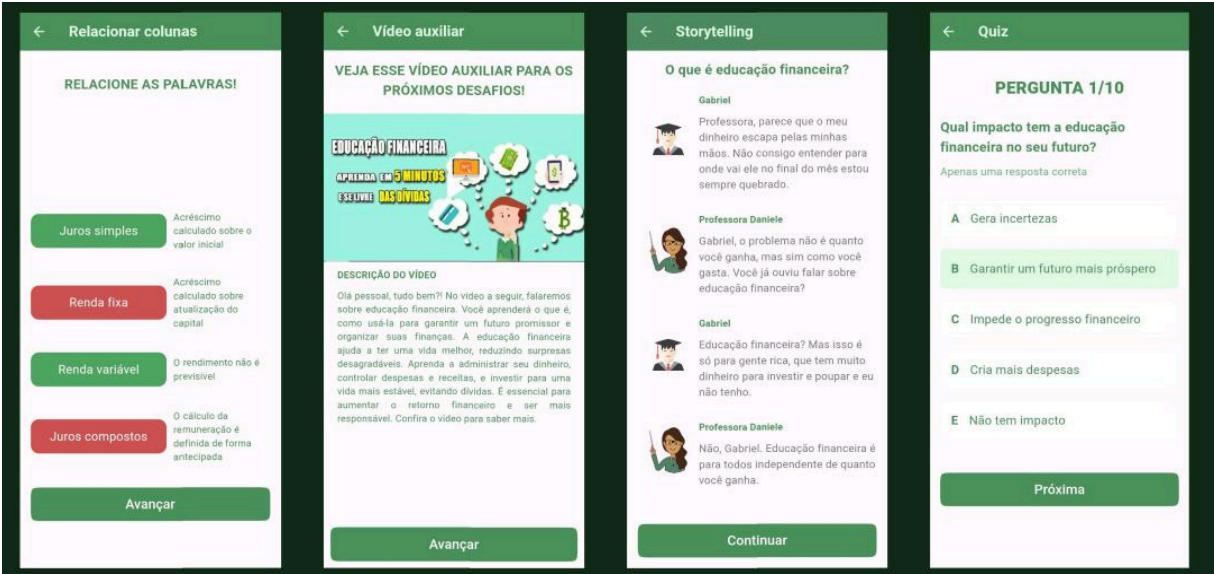 Relacionar colunas
RELACIONE AS PALAVRAS!
Juros simples
Acréscimo
calculado sobre o
valor inicial
Renda fixa
Acréscimo
calculado sobre
atualização do
capital
Renda variável
O rendimento não é
previsível
Juros compostos
O cálculo da
remuneração é
definida de forma
antecipada
Avançar
Vídeo auxiliar
VEJA ESSE VÍDEO AUXILIAR PARA OS
PRÓXIMOS DESAFIOS!
EDUCAÇÃO FINANCEIRA
APRENDA EM 5 MINUTOS
E SE LIVRE DAS DÍVIDAS
DESCRIÇÃO DO VÍDEO
Olá pessoal, tudo bem?! No vídeo a seguir, falaremos
sobre educação financeira. Você aprenderá o que é,
como usá-la para garantir um futuro promissor e
organizar suas finanças. A educação financeira
ajuda a ter uma vida melhor, reduzindo surpresas
desagradáveis. Aprenda a administrar seu dinheiro,
controlar despesas e receitas, e investir para uma
vida mais estável, evitando dívidas. É essencial para
aumentar o retorno financeiro e ser mais
responsável. Confira o vídeo para saber mais.
Avançar
Storytelling
O que é educação financeira?
Gabriel
Professora, parece que o meu
dinheiro escapa pelas minhas
mãos. Não consigo entender para
onde vai ele no final do mês estou
sempre quebrado.
Professora Daniele
Gabriel, o problema não é quanto
você ganha, mas sim como você
gasta. Você já ouviu falar sobre
educação financeira?
Gabriel
Educação financeira? Mas isso é
só para gente rica, que tem muito
dinheiro para investir e poupar e eu
não tenho.
Professora Daniele
Não, Gabriel. Educação financeira é
para todos independente de quanto
você ganha.
Continuar
Quiz
PERGUNTA 1/10
Qual impacto tem a educação
financeira no seu futuro?
Apenas uma resposta correta
A Gera incertezas
B Garantir um futuro mais próspero
C Impede o progresso financeiro
D Cria mais despesas
E Não tem impacto
Próxima